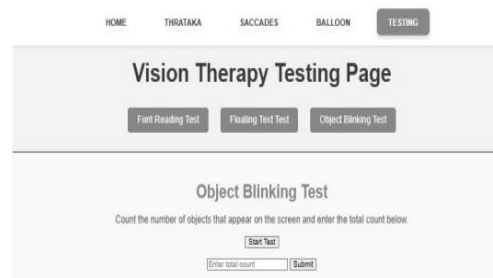 HOME THRATAKA SACCADES BALLOON TESTING
Vision Therapy Testing Page
Font Reading Test Floating Text Test Object Blinking Test
Object Blinking Test
Count the number of objects that appear on the screen and enter the total count below.
Start Test
Enter total count Submit